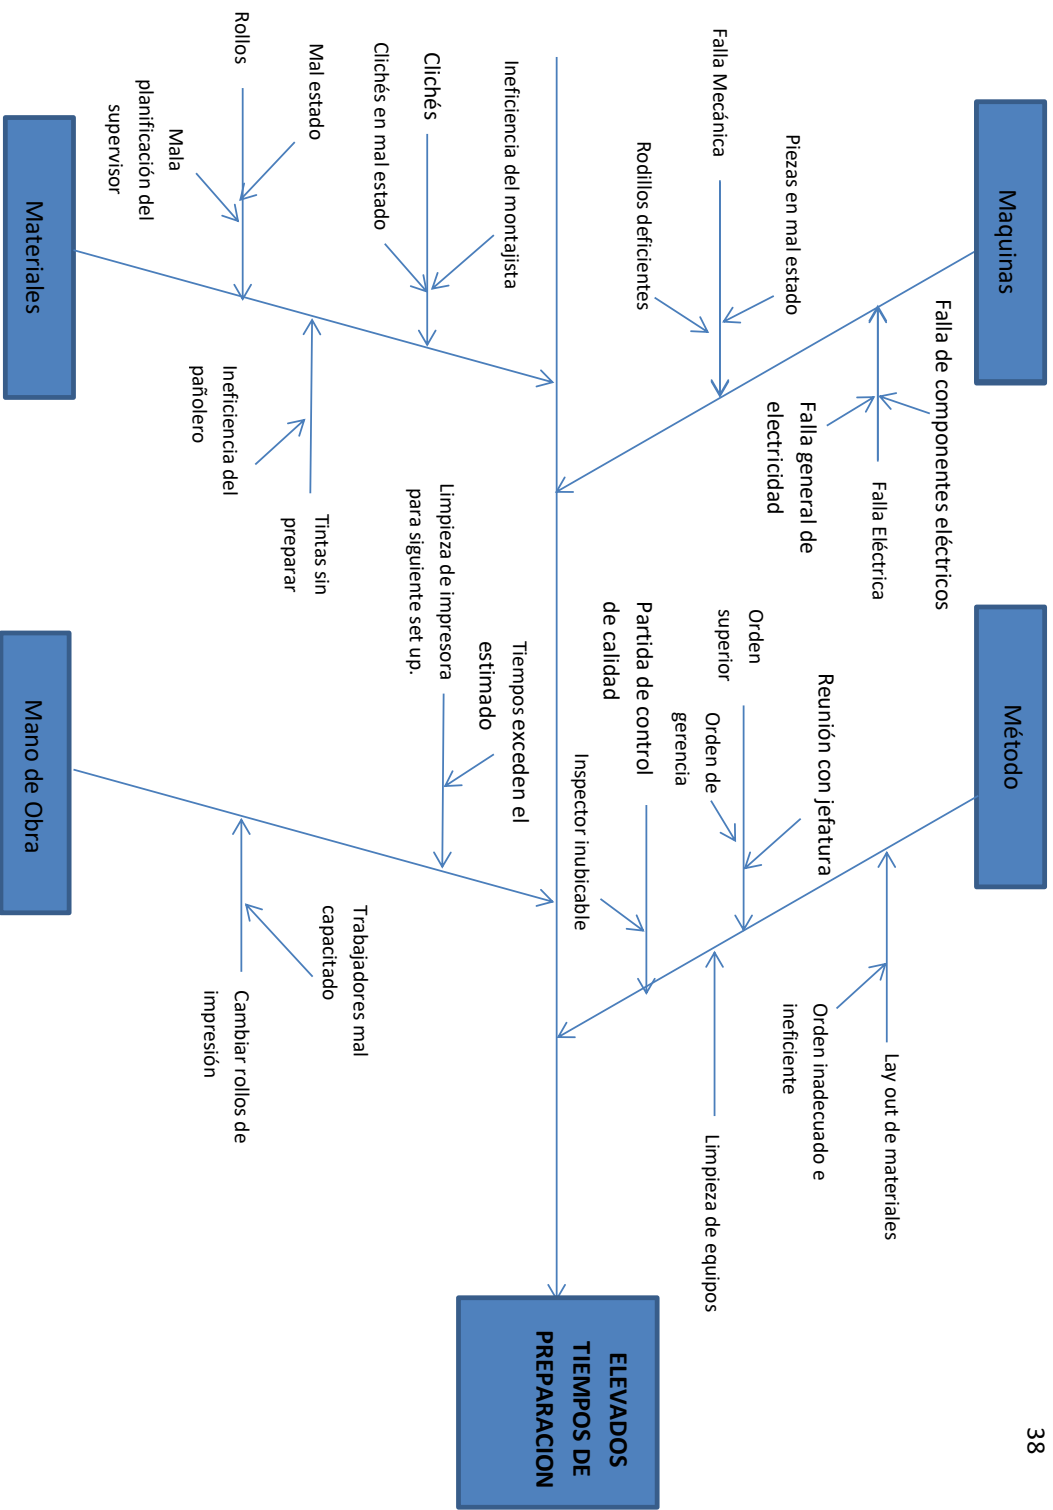 38
Maquinas
Método
Falla de componentes eléctricos
Falla Eléctrica
Falla general de
electricidad
Piezas en mal estado
Falla Mecánica
Rodillos deficientes
Lay out de materiales
Orden inadecuado e
ineficiente
Reunión con jefatura
Orden
superior
Orden de
gerencia
Limpieza de equipos
Partida de control
de calidad
Inspector inubicable
ELEVADOS
TIEMPOS DE
PREPARACION
Ineficiencia del montajista
Clichés
Clichés en mal estado
Mal estado
Rollos
Mala
planificación del
supervisor
Tintas sin
preparar
Ineficiencia del
pañolero
Tiempos exceden el
estimado
Limpieza de impresora
para siguiente set up.
Trabajadores mal
capacitado
Cambiar rollos de
impresión
Materiales
Mano de Obra